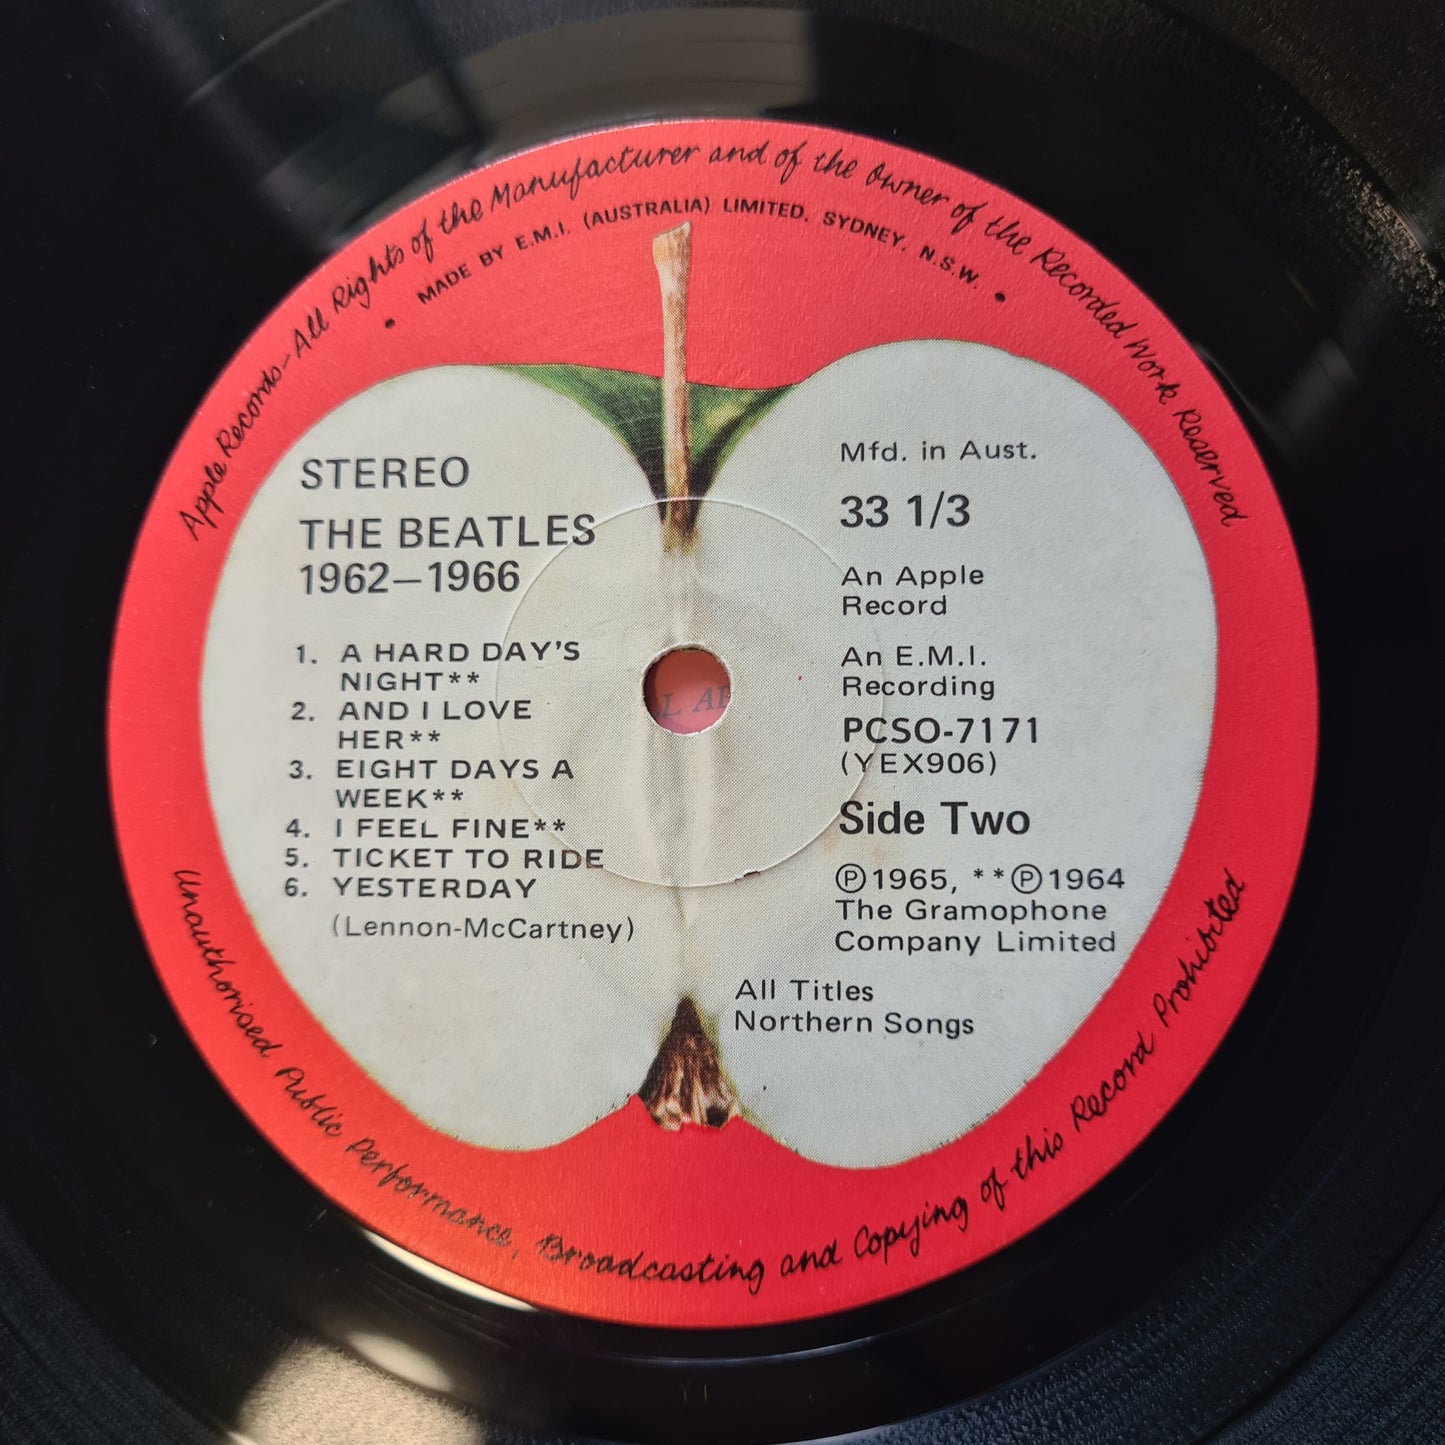 Apple Records–All Rights of the Manufacturer and of the Owner of the Recorded Work Reserved
• MADE BY E.M.I. (AUSTRALIA) LIMITED. SYDNEY. N.S.W. •
STEREO
THE BEATLES
1962–1966
1. A HARD DAY'S
NIGHT**
2. AND I LOVE
HER**
3. EIGHT DAYS A
WEEK**
4. I FEEL FINE**
5. TICKET TO RIDE
6. YESTERDAY
(Lennon-McCartney)
Mfd. in Aust.
33 1/3
An Apple
Record
An E.M.I.
Recording
PCSO-7171
(YEX906)
Side Two
Ⓟ1965, **Ⓟ1964
The Gramophone
Company Limited
All Titles
Northern Songs
Unauthorised Public Performance, Broadcasting and Copying of this Record Prohibited